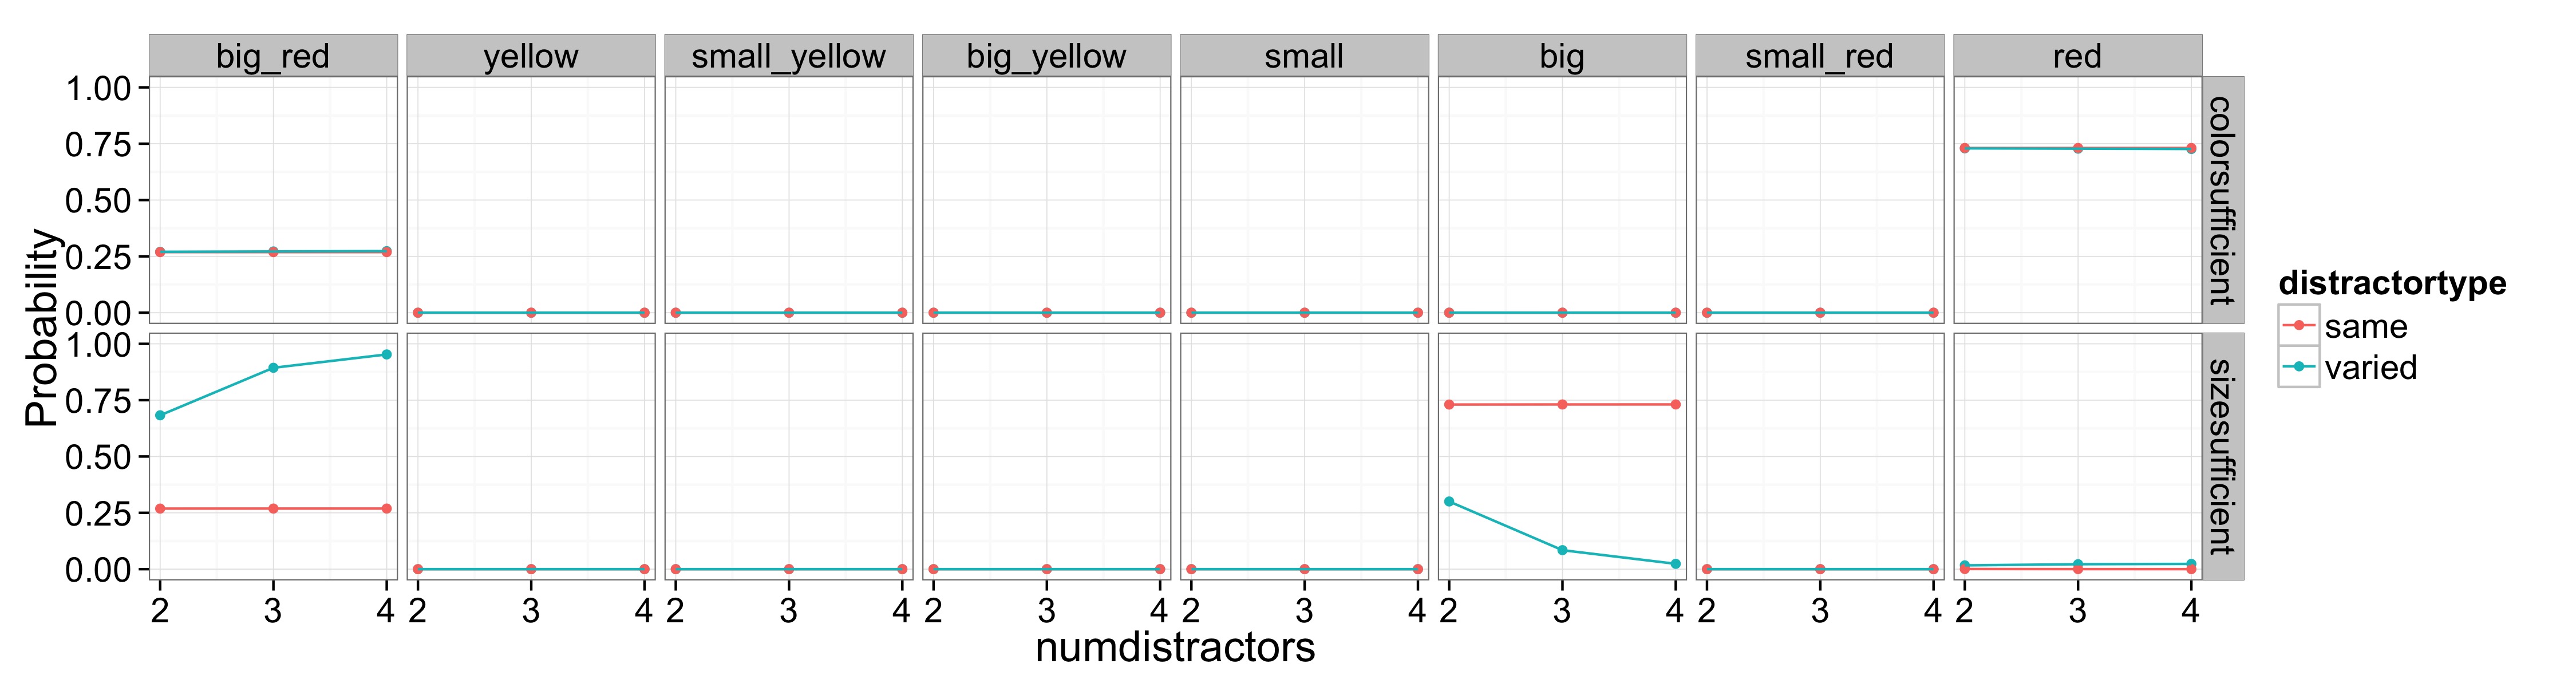 big_red yellow small_yellow big_yellow small big small_red red
Probability
1.00
0.75
0.50
0.25
0.00
colorsufficient
1.00
0.75
0.50
0.25
0.00
sizesufficient
2 3 4 2 3 4 2 3 4 2 3 4 2 3 4 2 3 4 2 3 4 2 3 4
numdistractors
distractortype
same
varied